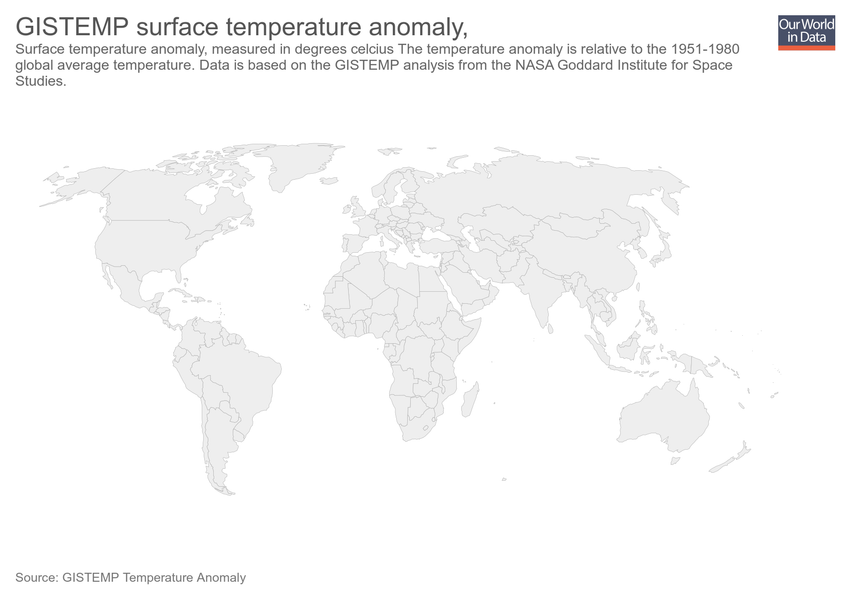 GISTEMP surface temperature anomaly,
Our World
in Data
Surface temperature anomaly, measured in degrees celcius The temperature anomaly is relative to the 1951-1980
global average temperature. Data is based on the GISTEMP analysis from the NASA Goddard Institute for Space
Studies.
Source: GISTEMP Temperature Anomaly